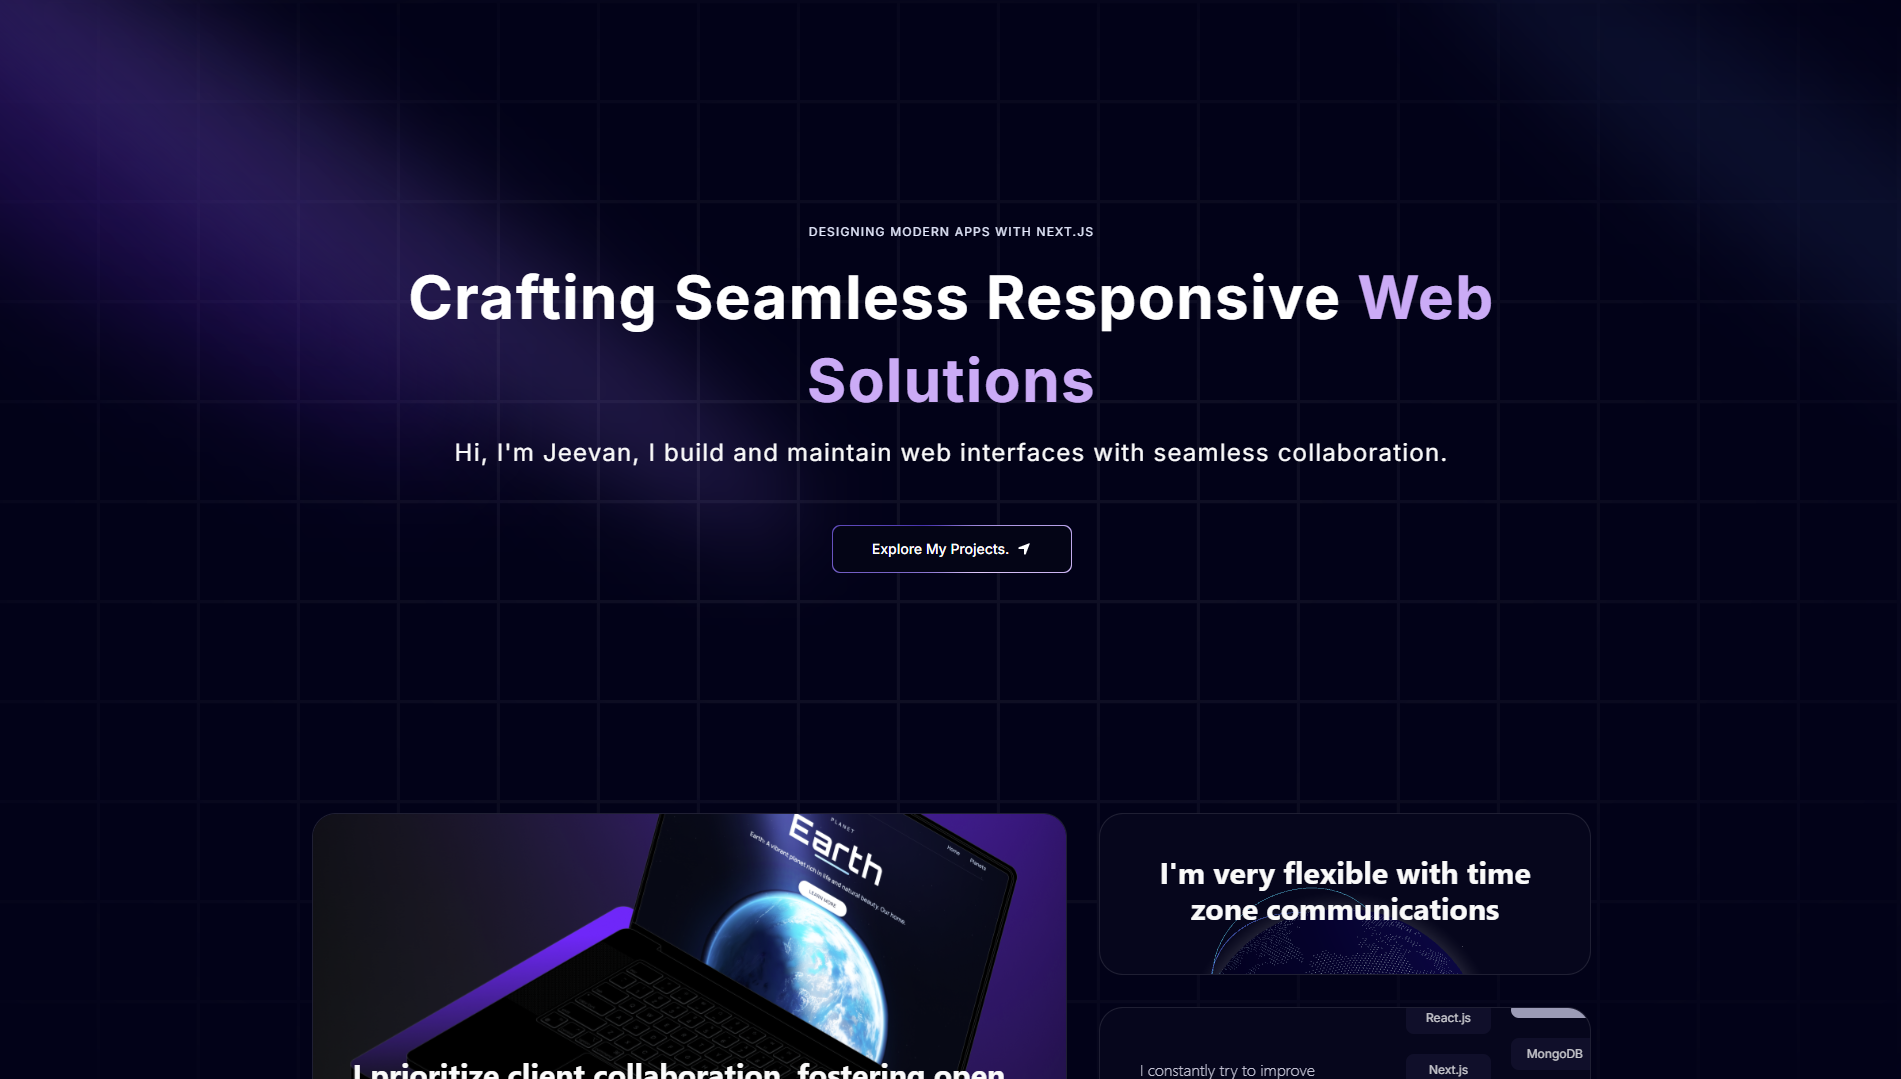 DESIGNING MODERN APPS WITH NEXT.JS
Crafting Seamless Responsive Web
Solutions
Hi, I'm Jeevan, I build and maintain web interfaces with seamless collaboration.
Explore My Projects.
PLANET
Earth
Home Planets
Earth: A vibrant planet rich in life and natural beauty. Our home.
LEARN MORE
I prioritize client collaboration, fostering open
I'm very flexible with time
zone communications
React.js
MongoDB
Next.js
I constantly try to improve